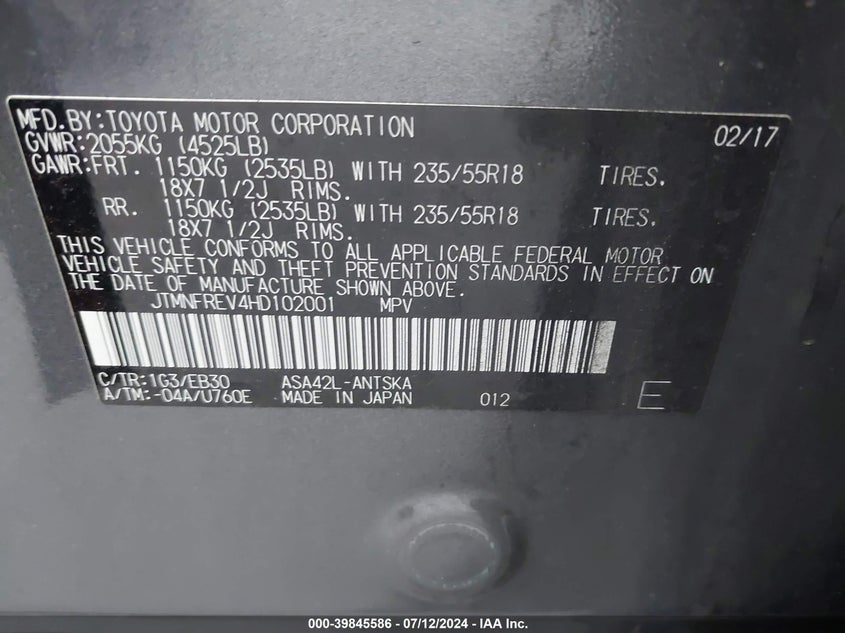 MFD.BY:TOYOTA MOTOR CORPORATION 02/17
GVWR:2055KG (4525LB)
GAWR:FRT. 1150KG (2535LB) WITH 235/55R18 TIRES.
18X7 1/2J RIMS.
RR. 1150KG (2535LB) WITH 235/55R18 TIRES.
18X7 1/2J RIMS.
THIS VEHICLE CONFORMS TO ALL APPLICABLE FEDERAL MOTOR
VEHICLE SAFETY AND THEFT PREVENTION STANDARDS IN EFFECT ON
THE DATE OF MANUFACTURE SHOWN ABOVE.
JTMNFREV4HD102001 MPV
C/TR:1G3/EB30 ASA42L-ANTSKA
A/TM:-04A/U760E MADE IN JAPAN 012 E
000-39845586 - 07/12/2024 - IAA Inc.